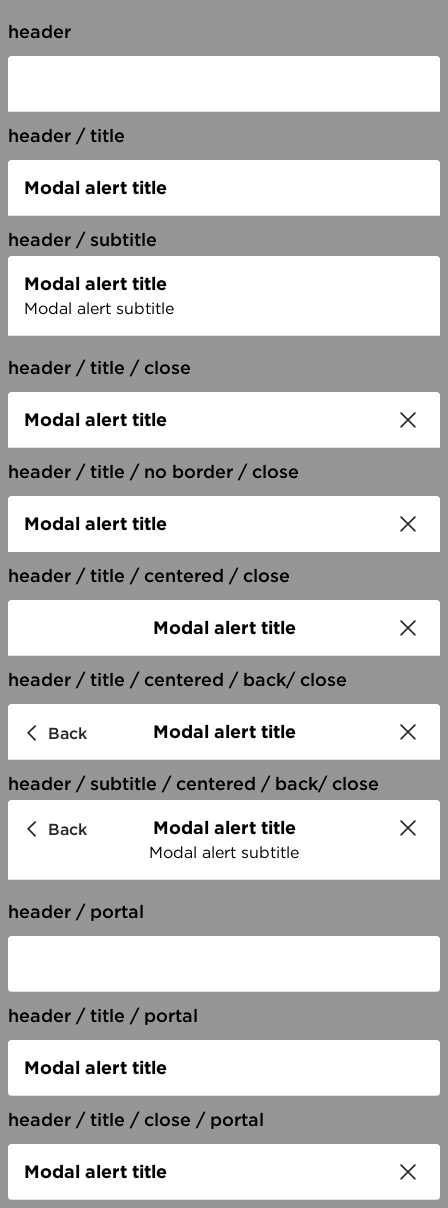 header
header / title
Modal alert title
header / subtitle
Modal alert title
Modal alert subtitle
header / title / close
Modal alert title
header / title / no border / close
Modal alert title
header / title / centered / close
Modal alert title
header / title / centered / back/ close
Back Modal alert title
header / subtitle / centered / back/ close
Back Modal alert title
Modal alert subtitle
header / portal
header / title / portal
Modal alert title
header / title / close / portal
Modal alert title